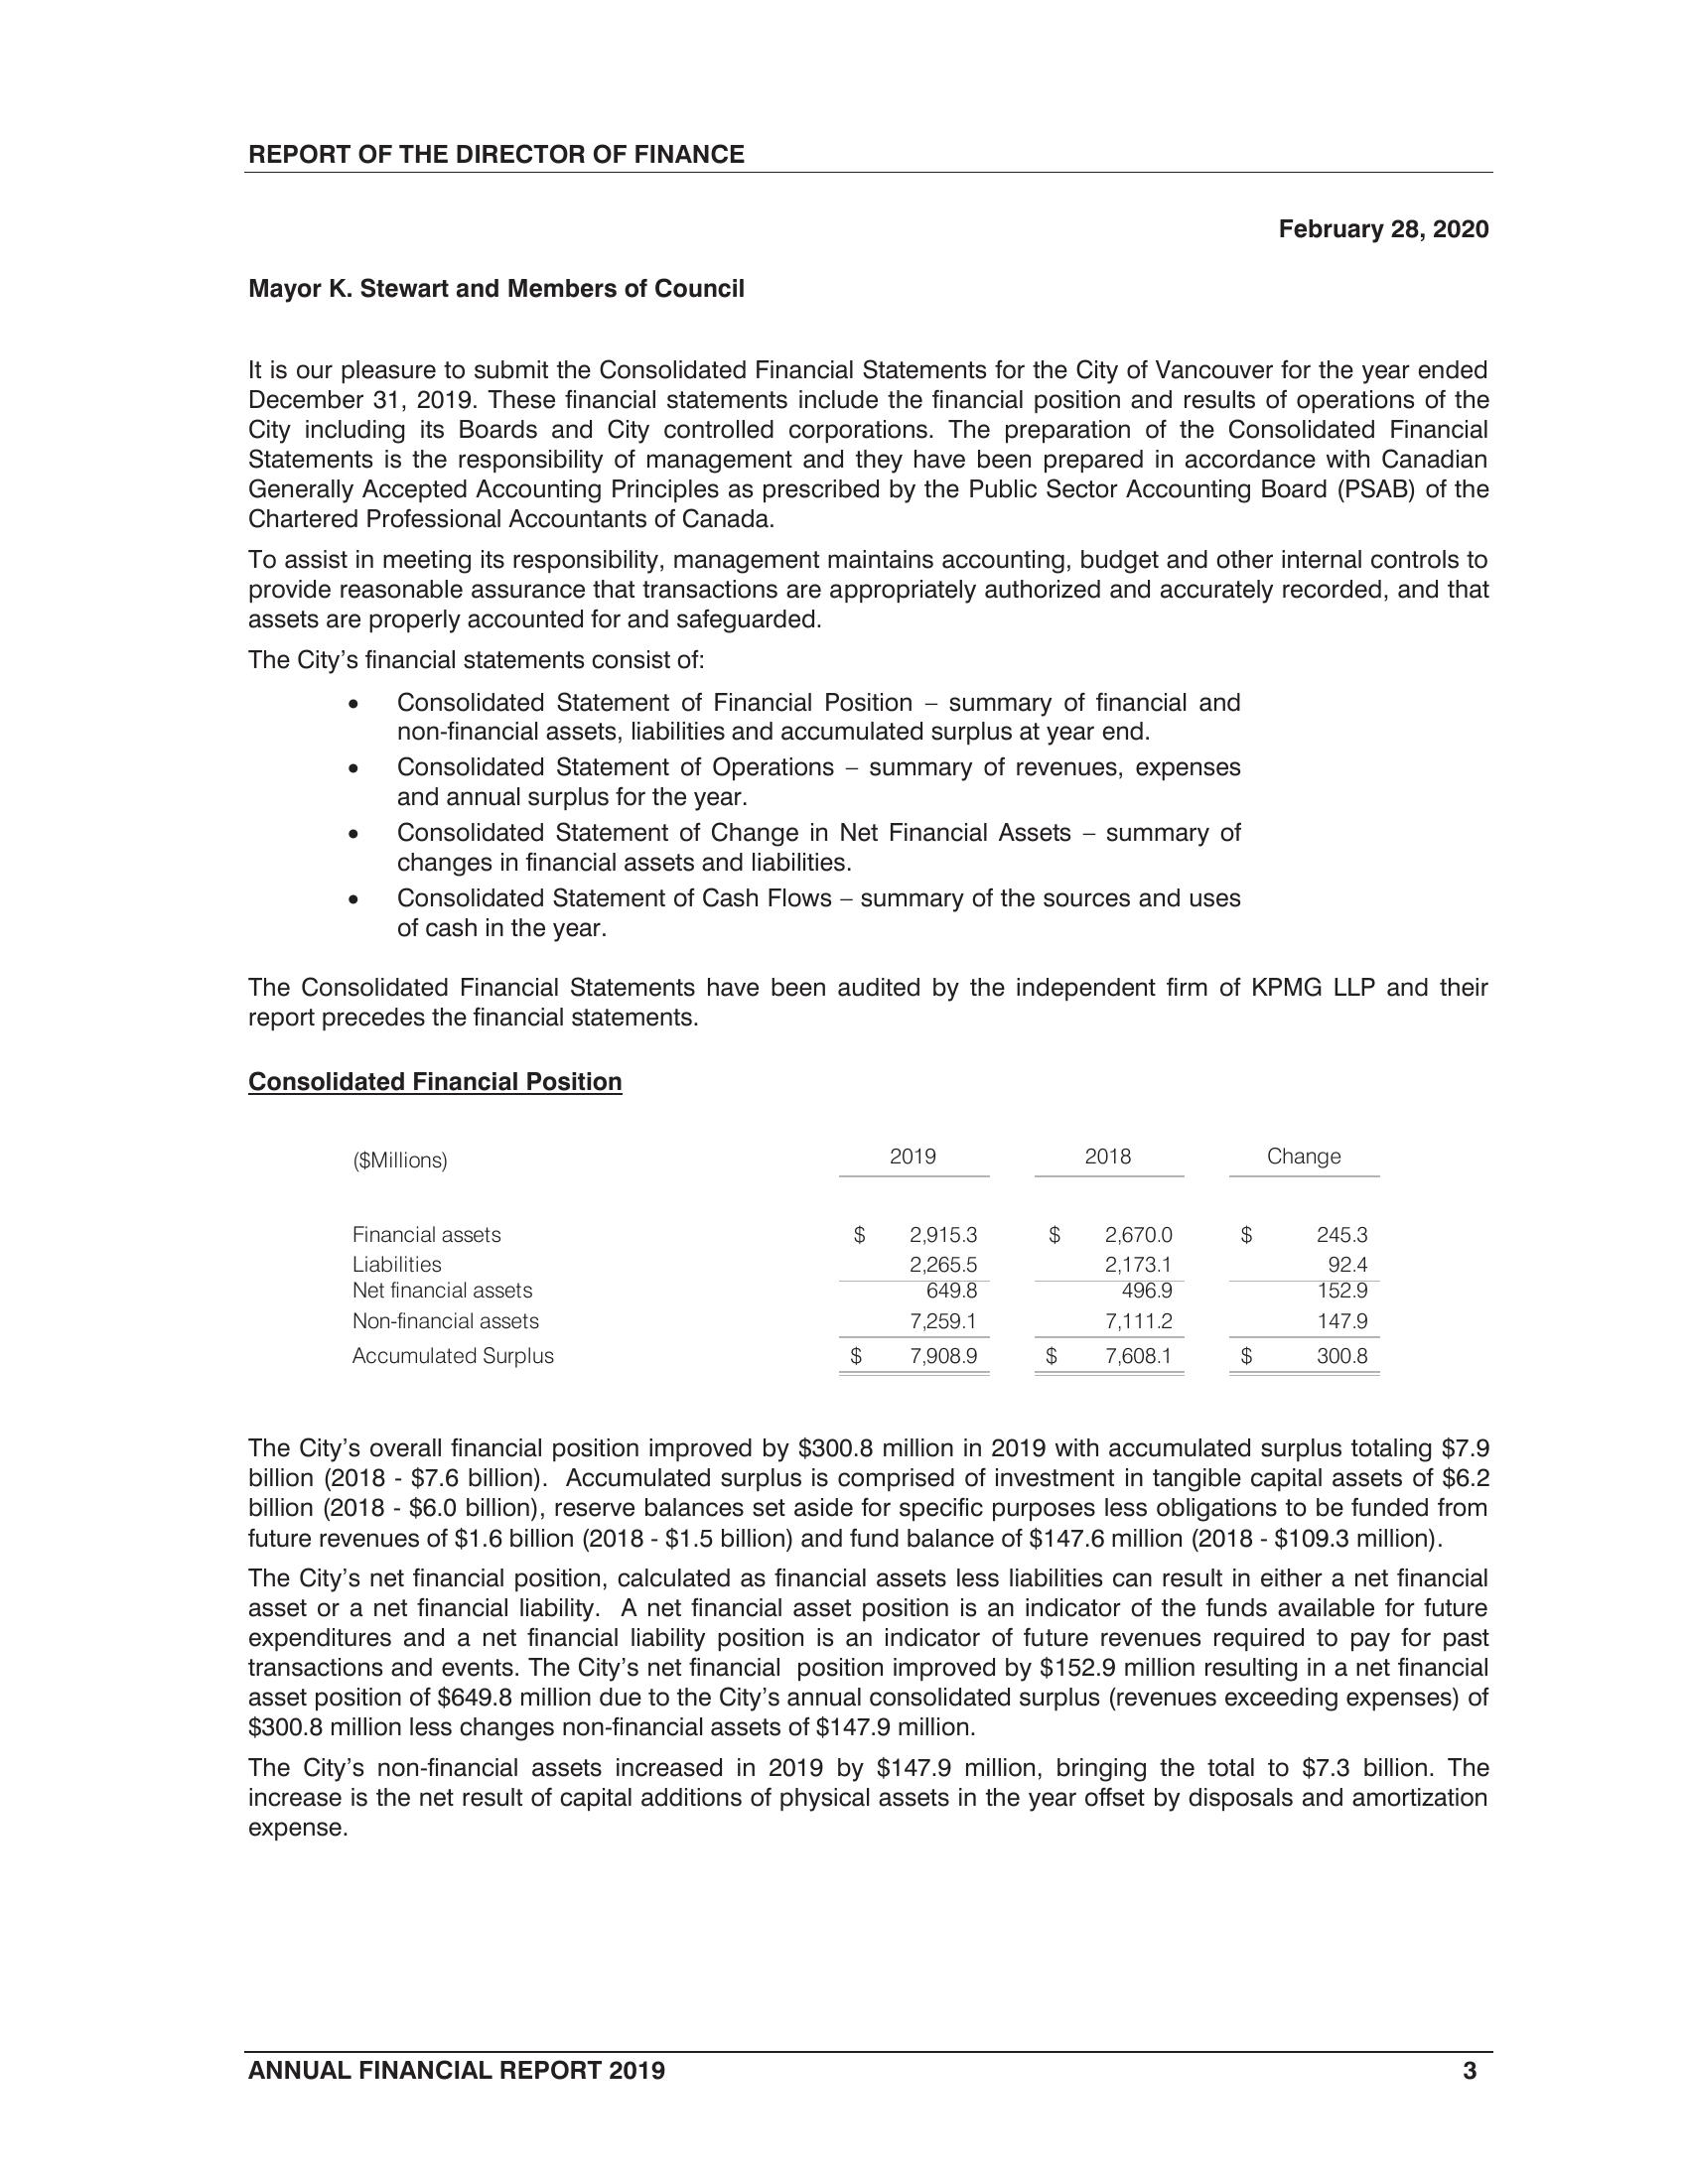 REPORT OF THE DIRECTOR OF FINANCE
February 28, 2020
Mayor K. Stewart and Members of Council
It is our pleasure to submit the Consolidated Financial Statements for the City of Vancouver for the year ended
December 31, 2019. These financial statements include the financial position and results of operations of the
City including its Boards and City controlled corporations. The preparation of the Consolidated Financial
Statements is the responsibility of management and they have been prepared in accordance with Canadian
Generally Accepted Accounting Principles as prescribed by the Public Sector Accounting Board (PSAB) of the
Chartered Professional Accountants of Canada.
To assist in meeting its responsibility, management maintains accounting, budget and other internal controls to
provide reasonable assurance that transactions are appropriately authorized and accurately recorded, and that
assets are properly accounted for and safeguarded.
The City’s financial statements consist of:
• Consolidated Statement of Financial Position – summary of financial and
non-financial assets, liabilities and accumulated surplus at year end.
• Consolidated Statement of Operations – summary of revenues, expenses
and annual surplus for the year.
• Consolidated Statement of Change in Net Financial Assets – summary of
changes in financial assets and liabilities.
• Consolidated Statement of Cash Flows – summary of the sources and uses
of cash in the year.
The Consolidated Financial Statements have been audited by the independent firm of KPMG LLP and their
report precedes the financial statements.
Consolidated Financial Position
($Millions) 2019 2018 Change
Financial assets $ 2,915.3 $ 2,670.0 $ 245.3
Liabilities 2,265.5 2,173.1 92.4
Net financial assets 649.8 496.9 152.9
Non-financial assets 7,259.1 7,111.2 147.9
Accumulated Surplus $ 7,908.9 $ 7,608.1 $ 300.8
The City’s overall financial position improved by $300.8 million in 2019 with accumulated surplus totaling $7.9
billion (2018 - $7.6 billion). Accumulated surplus is comprised of investment in tangible capital assets of $6.2
billion (2018 - $6.0 billion), reserve balances set aside for specific purposes less obligations to be funded from
future revenues of $1.6 billion (2018 - $1.5 billion) and fund balance of $147.6 million (2018 - $109.3 million).
The City’s net financial position, calculated as financial assets less liabilities can result in either a net financial
asset or a net financial liability. A net financial asset position is an indicator of the funds available for future
expenditures and a net financial liability position is an indicator of future revenues required to pay for past
transactions and events. The City’s net financial position improved by $152.9 million resulting in a net financial
asset position of $649.8 million due to the City’s annual consolidated surplus (revenues exceeding expenses) of
$300.8 million less changes non-financial assets of $147.9 million.
The City’s non-financial assets increased in 2019 by $147.9 million, bringing the total to $7.3 billion. The
increase is the net result of capital additions of physical assets in the year offset by disposals and amortization
expense.
ANNUAL FINANCIAL REPORT 2019 3